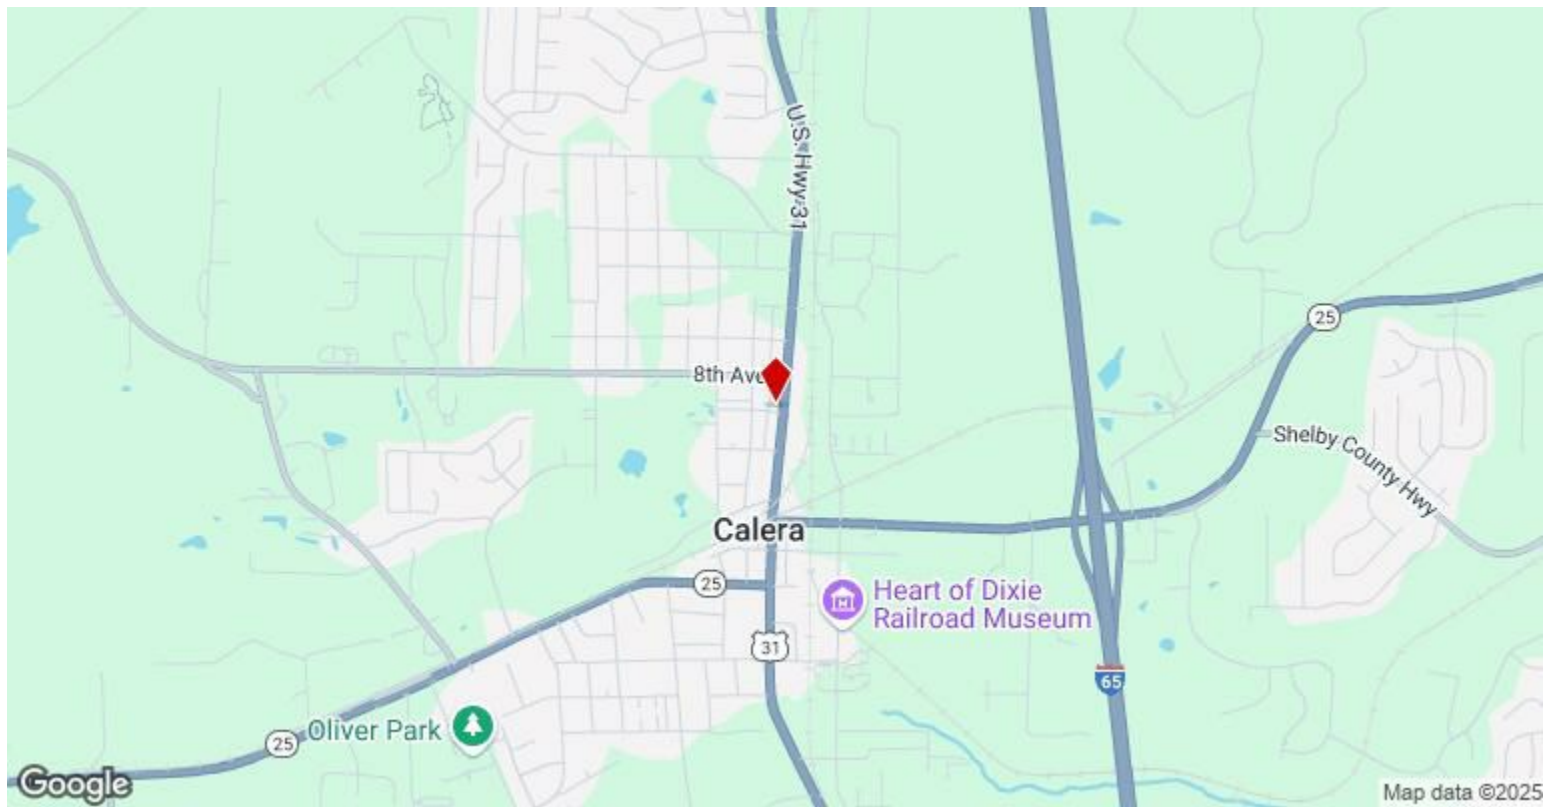 U.S. Hwy 31
25
8th Ave
Shelby County Hwy
Calera
25
Heart of Dixie
Railroad Museum
31
65
Oliver Park
25
Google
Map data ©2025